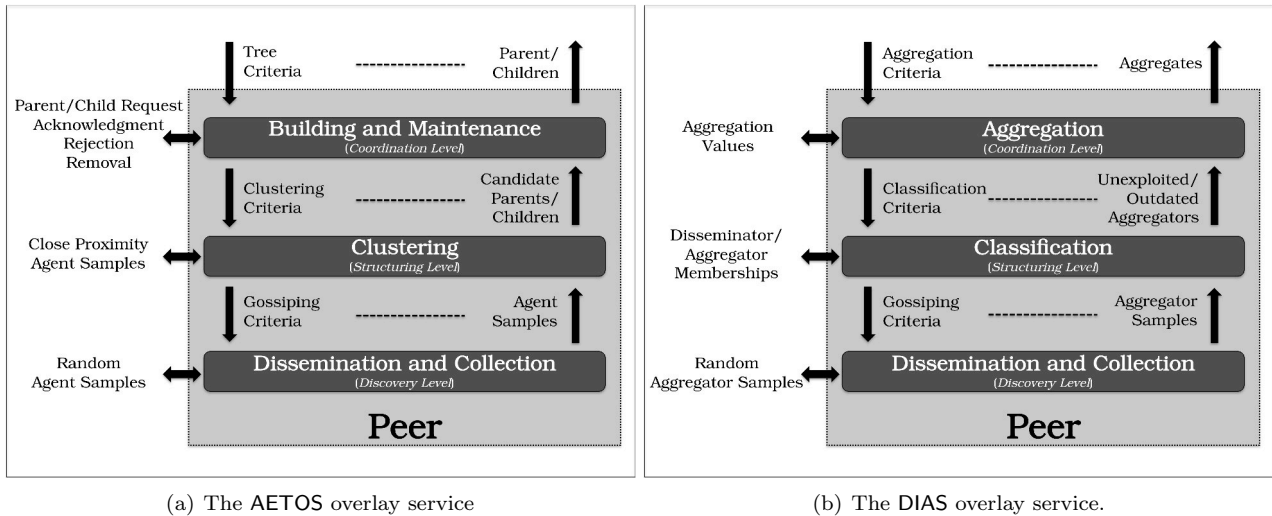 Tree
Criteria
Parent/
Children
Parent/Child Request
Acknowledgment
Rejection
Removal
Building and Maintenance
(Coordination Level)
Clustering
Criteria
Candidate
Parents/
Children
Close Proximity
Agent Samples
Clustering
(Structuring Level)
Gossiping
Criteria
Agent
Samples
Random
Agent Samples
Dissemination and Collection
(Discovery Level)
Peer
(a) The AETOS overlay service
Aggregation
Criteria
Aggregates
Aggregation
Values
Aggregation
(Coordination Level)
Classification
Criteria
Unexploited/
Outdated
Aggregators
Disseminator/
Aggregator
Memberships
Classification
(Structuring Level)
Gossiping
Criteria
Aggregator
Samples
Random
Aggregator Samples
Dissemination and Collection
(Discovery Level)
Peer
(b) The DIAS overlay service.